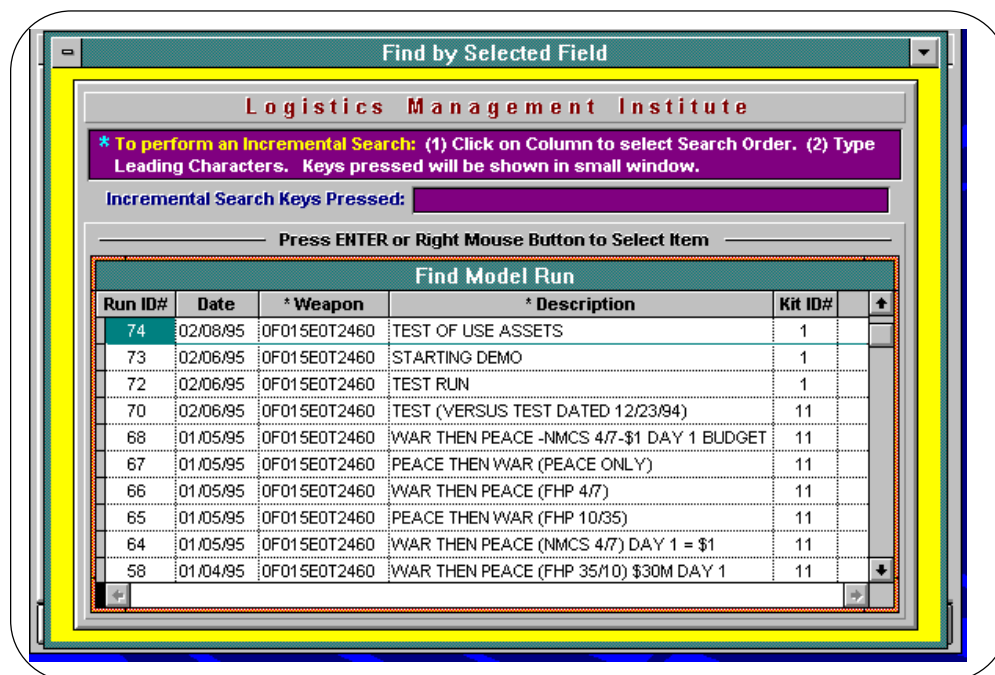 Find by Selected Field
Logistics Management Institute
* To perform an Incremental Search: (1) Click on Column to select Search Order. (2) Type
Leading Characters. Keys pressed will be shown in small window.
Incremental Search Keys Pressed:
Press ENTER or Right Mouse Button to Select Item
Find Model Run
Run ID# Date * Weapon * Description Kit ID#
74 02/08/95 0F015E0T2460 TEST OF USE ASSETS 1
73 02/06/95 0F015E0T2460 STARTING DEMO 1
72 02/06/95 0F015E0T2460 TEST RUN 1
70 02/06/95 0F015E0T2460 TEST (VERSUS TEST DATED 12/23/94) 11
68 01/05/95 0F015E0T2460 WAR THEN PEACE -NMCS 4/7-$1 DAY 1 BUDGET 11
67 01/05/95 0F015E0T2460 PEACE THEN WAR (PEACE ONLY) 11
66 01/05/95 0F015E0T2460 WAR THEN PEACE (FHP 4/7) 11
65 01/05/95 0F015E0T2460 PEACE THEN WAR (FHP 10/35) 11
64 01/05/95 0F015E0T2460 WAR THEN PEACE (NMCS 4/7) DAY 1 = $1 11
58 01/04/95 0F015E0T2460 WAR THEN PEACE (FHP 35/10) $30M DAY 1 11